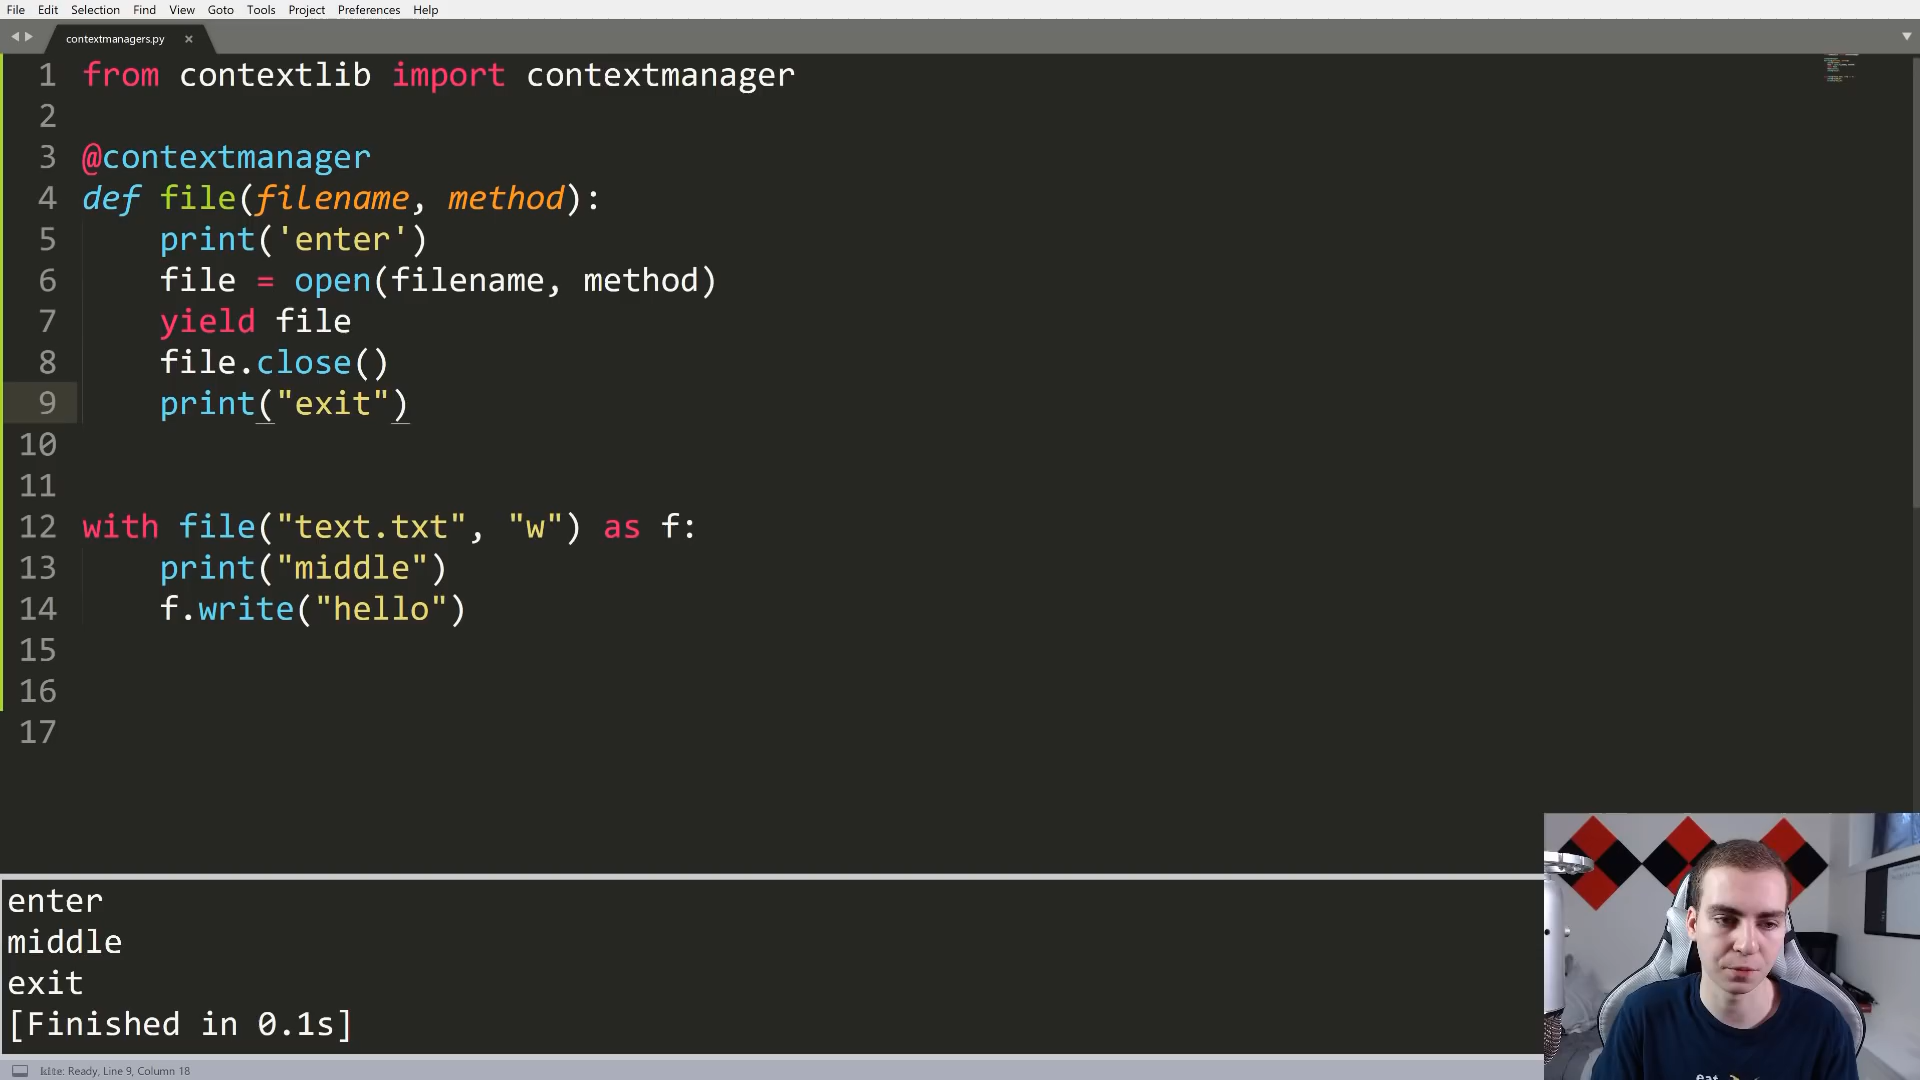 File Edit Selection Find View Goto Tools Project Preferences Help
contextmanagers.py ×
1 from contextlib import contextmanager
2
3 @contextmanager
4 def file(filename, method):
5     print('enter')
6     file = open(filename, method)
7     yield file
8     file.close()
9     print("exit")
10
11
12 with file("text.txt", "w") as f:
13     print("middle")
14     f.write("hello")
15
16
17
enter
middle
exit
[Finished in 0.1s]
kite: Ready, Line 9, Column 18
eat